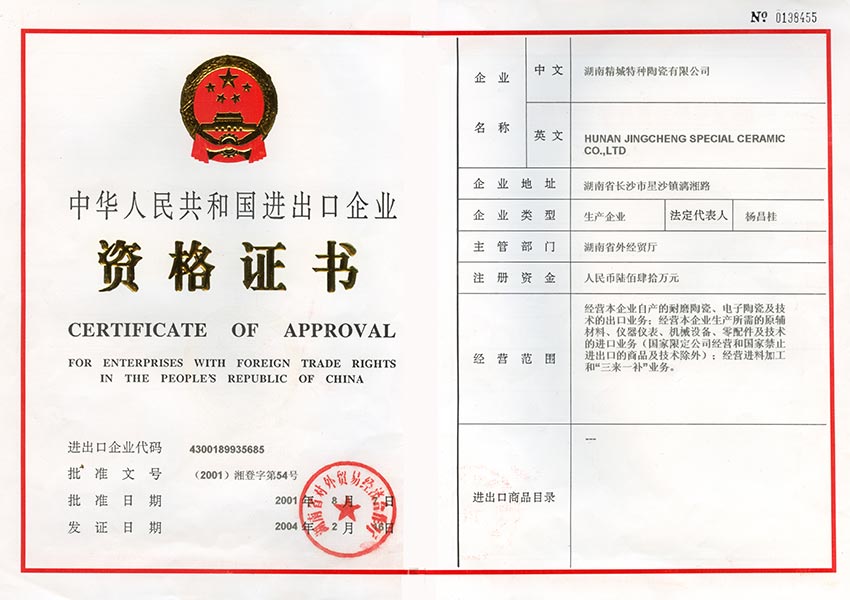 № 0138455
中华人民共和国进出口企业
资格证书
CERTIFICATE OF APPROVAL
FOR ENTERPRISES WITH FOREIGN TRADE RIGHTS
IN THE PEOPLE'S REPUBLIC OF CHINA
进出口企业代码 4300189935685
批准文号 (2001)湘登字第54号
批准日期 2001年8月 日
发证日期 2004年2月 6日
企业名称
中文 湖南精城特种陶瓷有限公司
英文 HUNAN JINGCHENG SPECIAL CERAMIC
CO.,LTD
企业地址 湖南省长沙市星沙镇漓湘路
企业类型 生产企业 法定代表人 杨昌桂
主管部门 湖南省外经贸厅
注册资金 人民币陆佰肆拾万元
经营范围
经营本企业自产的耐磨陶瓷、电子陶瓷及技
术的出口业务；经营本企业生产所需的原辅
材料、仪器仪表、机械设备、零配件及技术
的进口业务（国家限定公司经营和国家禁止
进出口的商品及技术除外）；经营进料加工
和“三来一补”业务。
进出口商品目录 ---